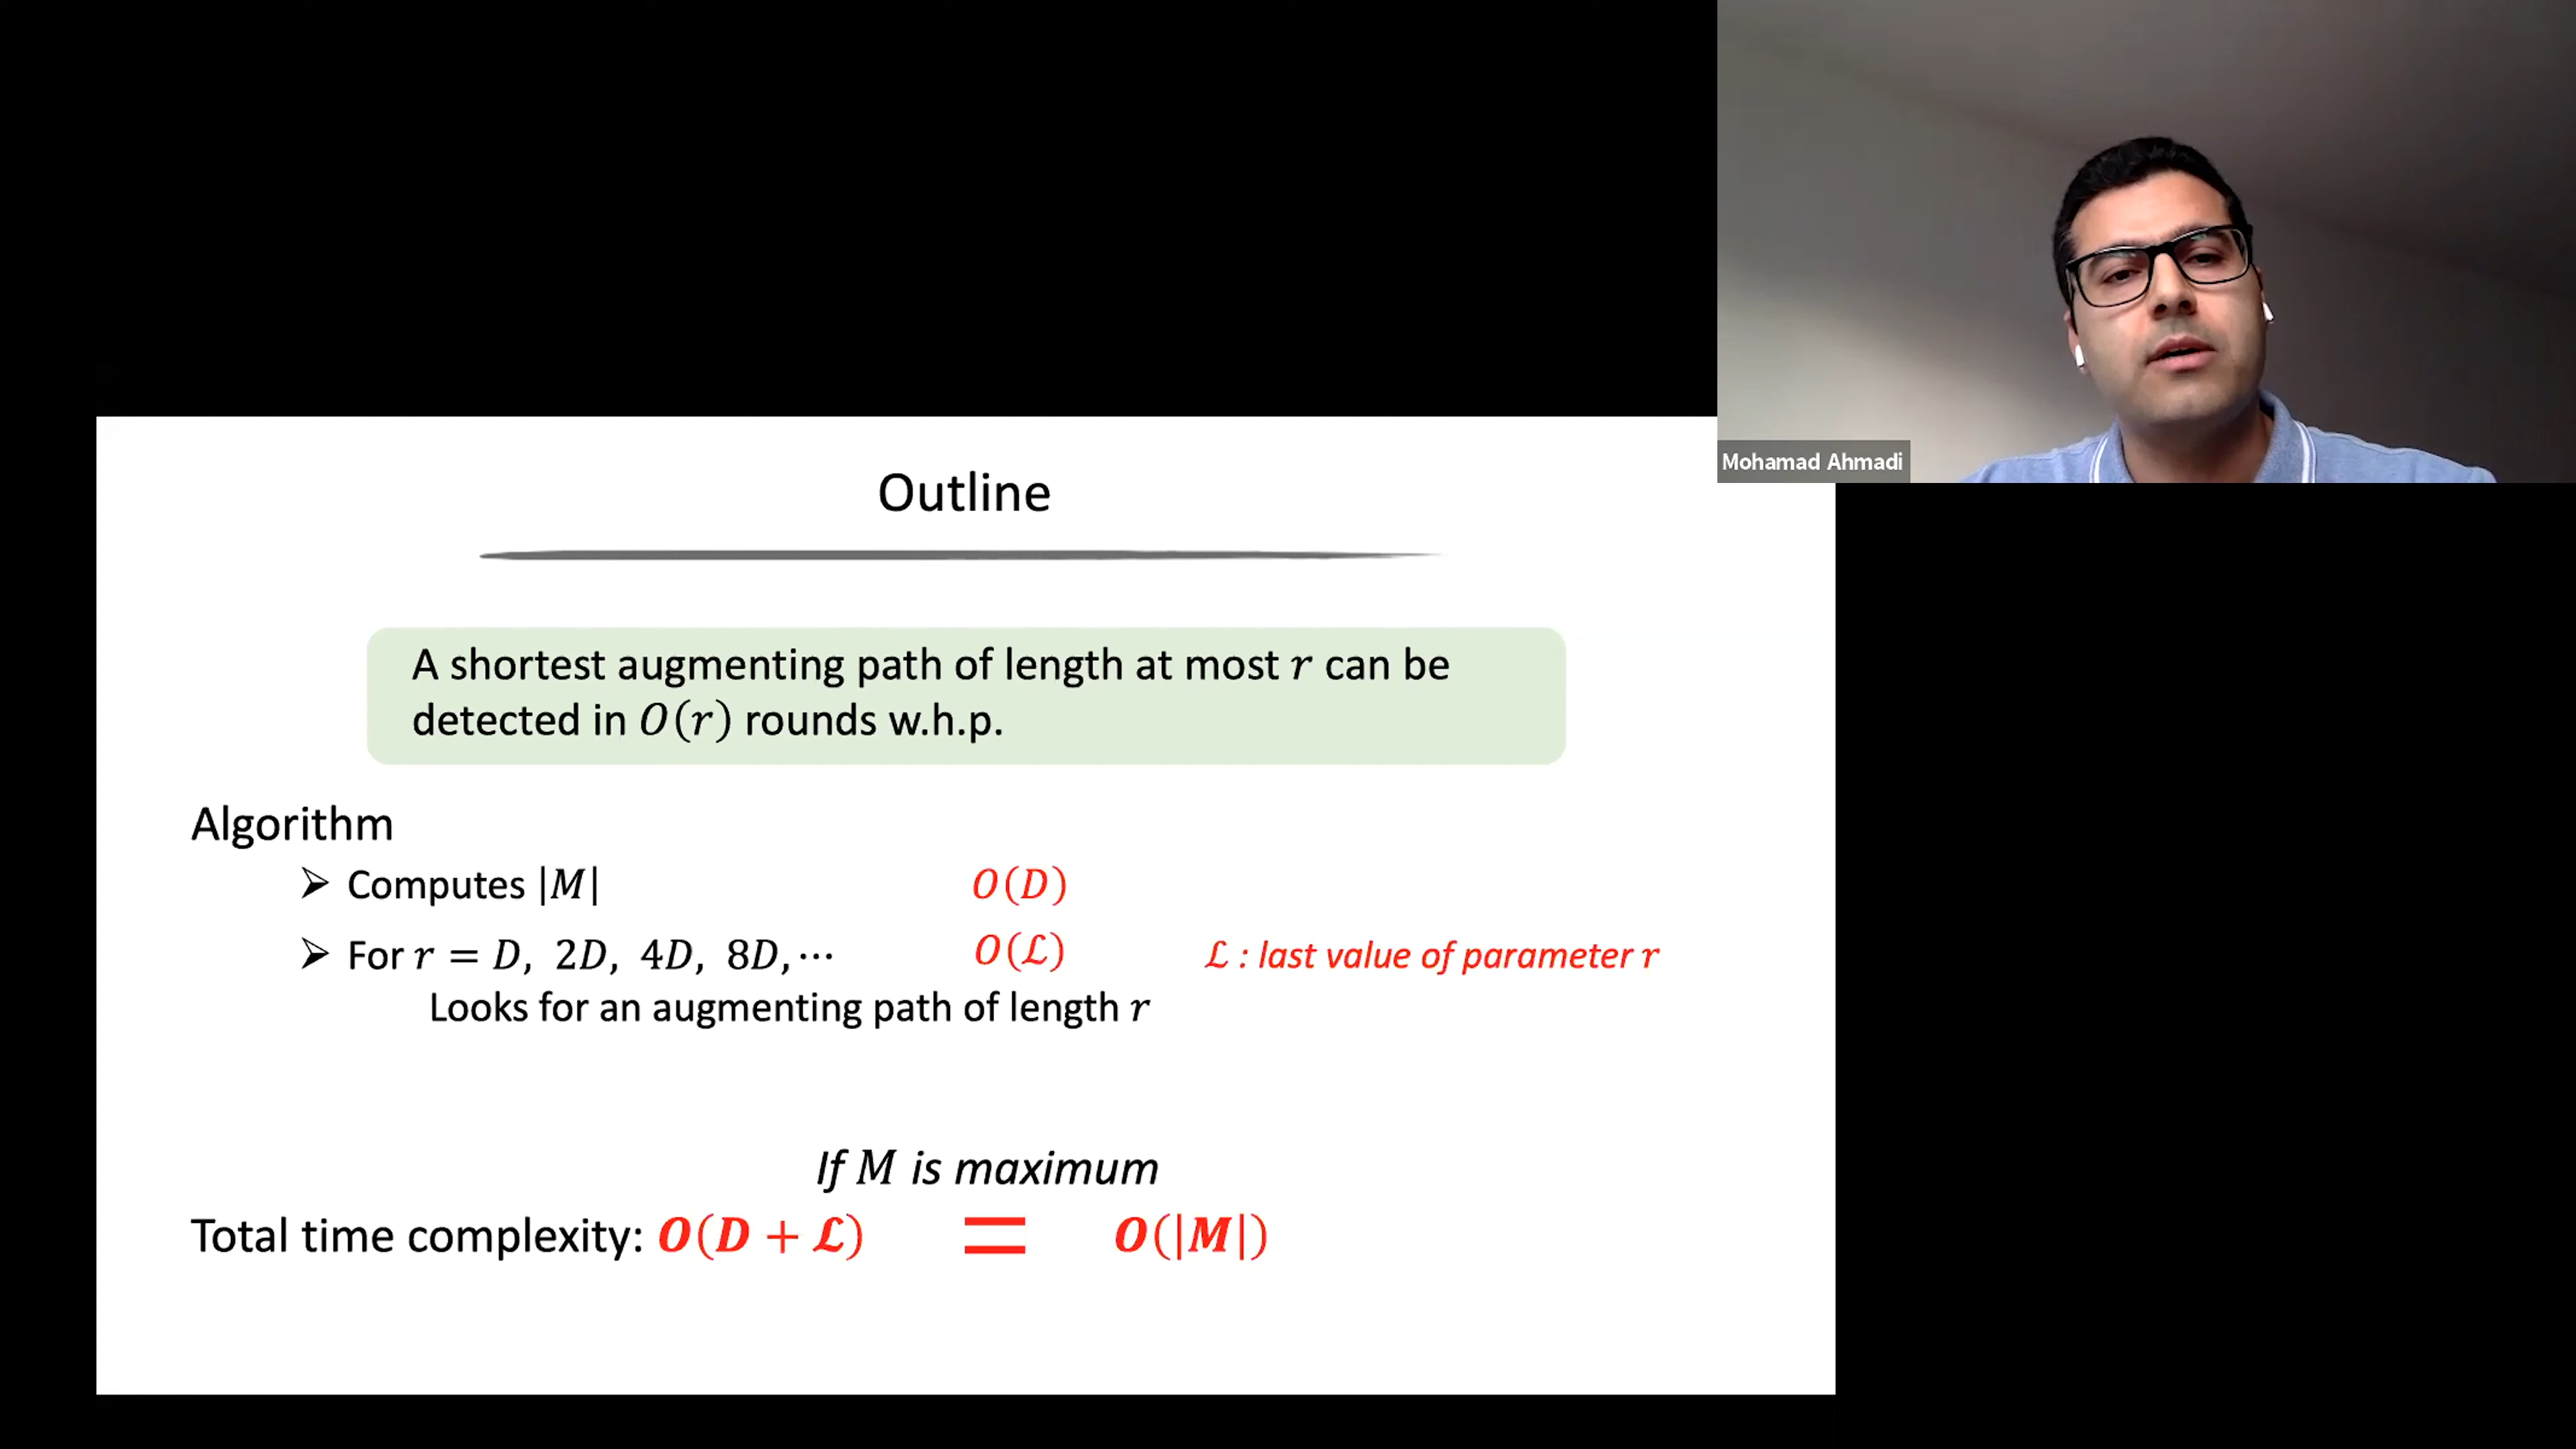 Mohamad Ahmadi
Outline
A shortest augmenting path of length at most r can be
detected in O(r) rounds w.h.p.
Algorithm
➢ Computes |M| O(D)
➢ For r = D, 2D, 4D, 8D, ⋯ O(ℒ) ℒ : last value of parameter r
Looks for an augmenting path of length r
If M is maximum
Total time complexity: O(D + ℒ) = O(|M|)